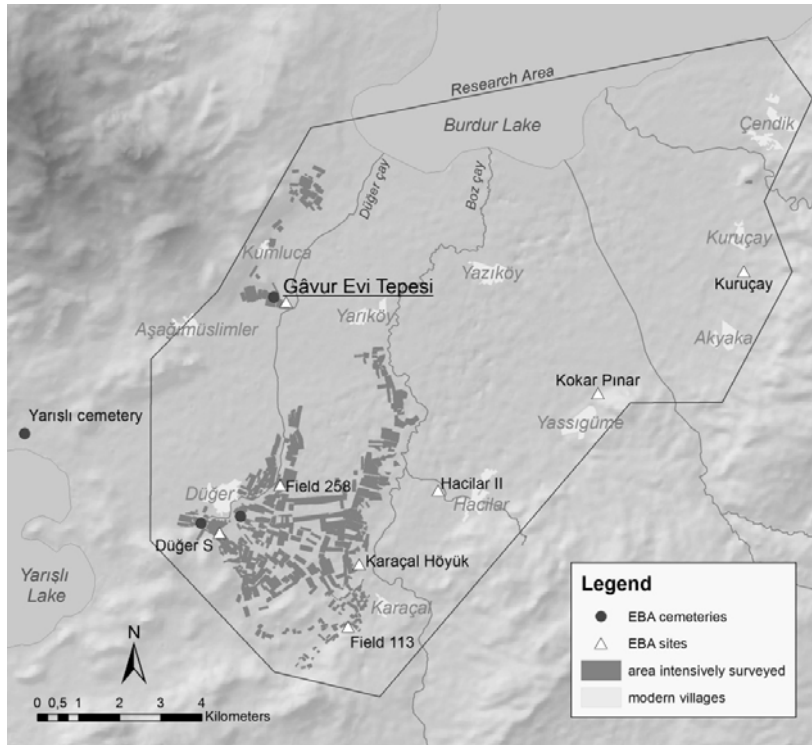 Research Area
Burdur Lake
Çendik
Düğer çay
Boz çay
Kumluca
Kuruçay
Yazıköy
Kuruçay
Gâvur Evi Tepesi
Yarıköy
Aşağımüslimler
Akyaka
Kokar Pınar
Yarışlı cemetery
Yassıgüme
Field 258
Hacilar II
Düğer
Hacilar
Düğer S
Karaçal Höyük
Yarışlı
Lake
Karaçal
Field 113
N
0 0,5 1 2 3 4
Kilometers
Legend
EBA cemeteries
EBA sites
area intensively surveyed
modern villages